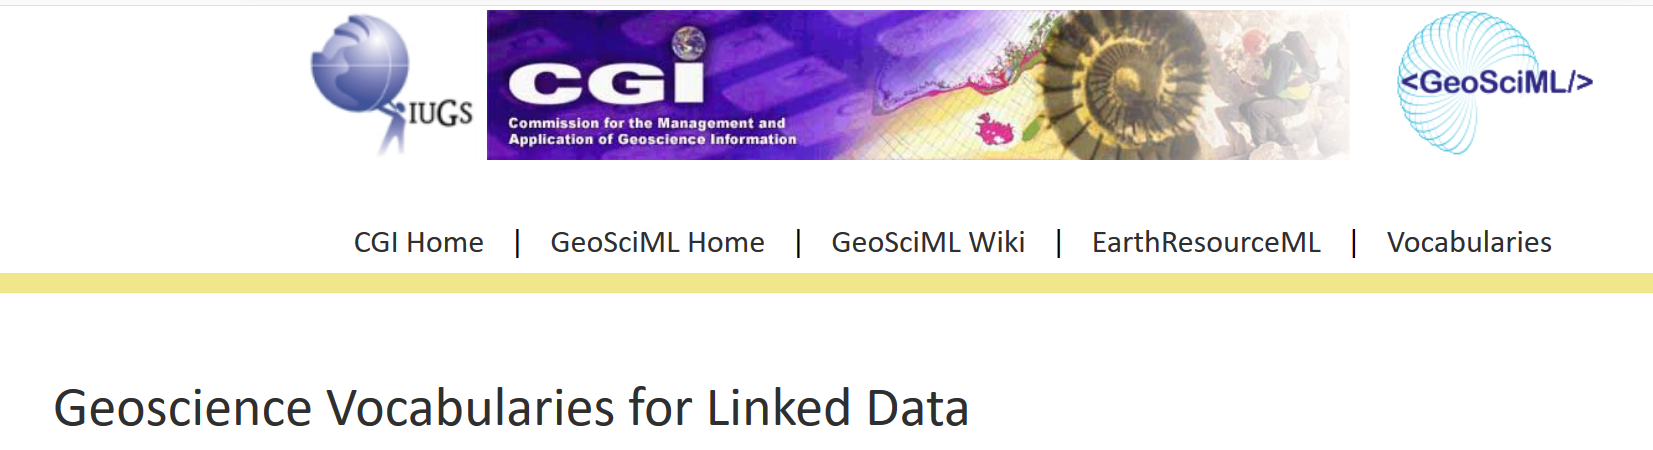 IUGS
CGI
Commission for the Management and
Application of Geoscience Information
<GeoSciML/>
CGI Home | GeoSciML Home | GeoSciML Wiki | EarthResourceML | Vocabularies
Geoscience Vocabularies for Linked Data